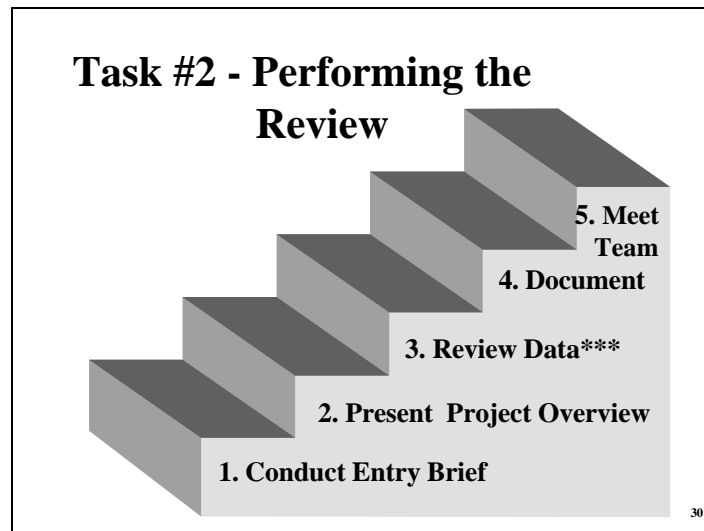 Task #2 - Performing the
Review
5. Meet
Team
4. Document
3. Review Data***
2. Present Project Overview
1. Conduct Entry Brief
30